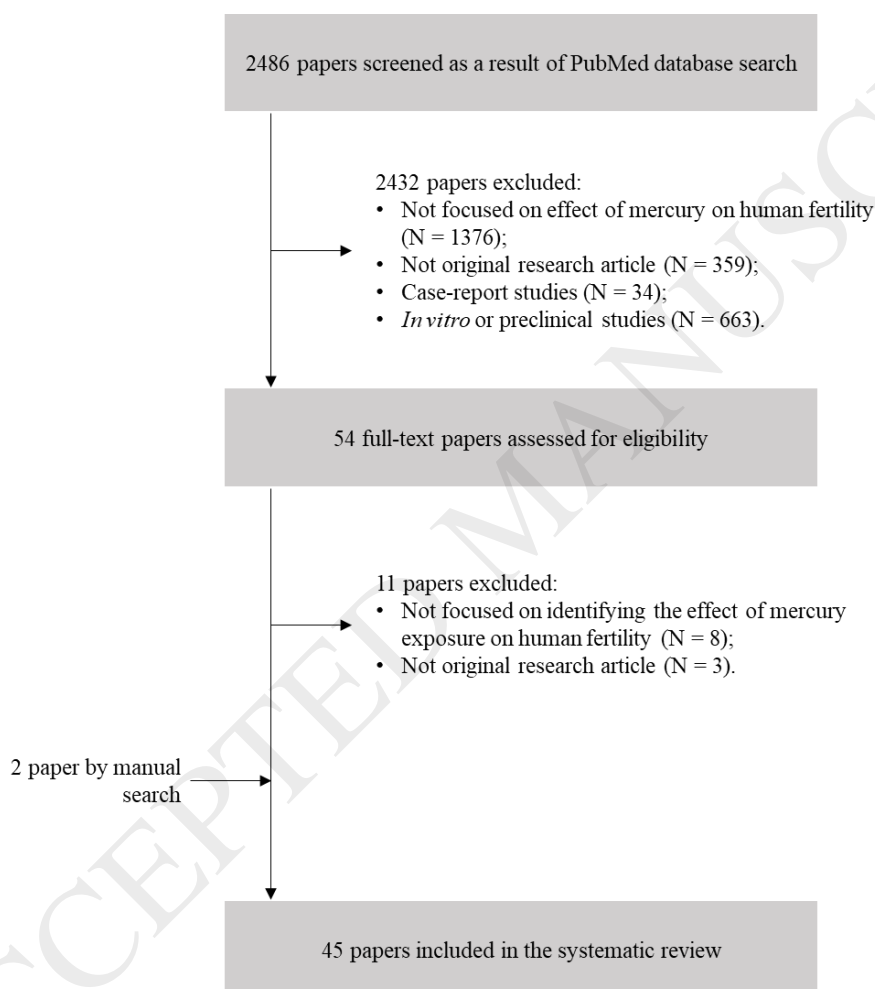 2486 papers screened as a result of PubMed database search
2432 papers excluded:
• Not focused on effect of mercury on human fertility
(N = 1376);
• Not original research article (N = 359);
• Case-report studies (N = 34);
• In vitro or preclinical studies (N = 663).
54 full-text papers assessed for eligibility
11 papers excluded:
• Not focused on identifying the effect of mercury
exposure on human fertility (N = 8);
• Not original research article (N = 3).
2 paper by manual
search
45 papers included in the systematic review
CCEPTED MANUSC